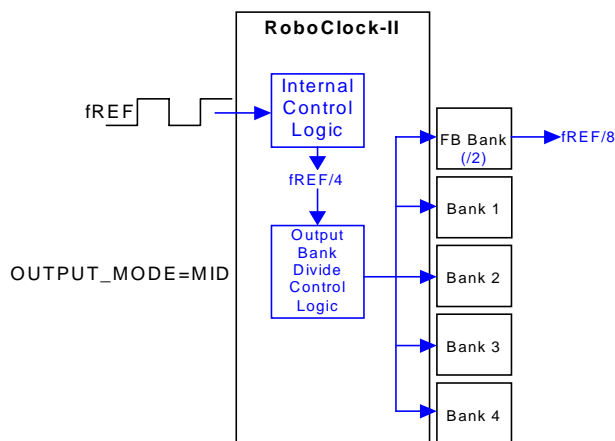 RoboClock-II
Internal
Control
Logic
fREF
fREF/4
FB Bank
(/2)
fREF/8
Bank 1
Output
Bank
Divide
Control
Logic
OUTPUT_MODE=MID
Bank 2
Bank 3
Bank 4